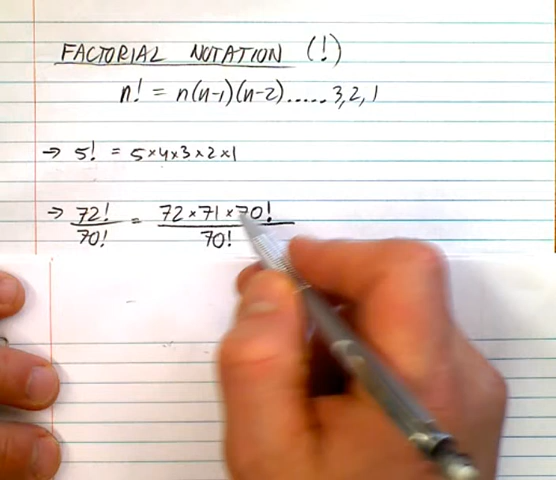 FACTORIAL NOTATION (!)
n! = n(n-1)(n-2)..... 3, 2, 1
→ 5! = 5×4×3×2×1
→ 72!/70! = 72×71×70!/70!